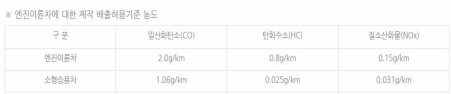 ※ 엔진이륜차에 대한 제작 배출허용기준 농도
구 분 일산화탄소(CO) 탄화수소(HC) 질소산화물(NOx)
엔진이륜차 2.0g/km 0.8g/km 0.15g/km
소형승용차 1.06g/km 0.025g/km 0.031g/km